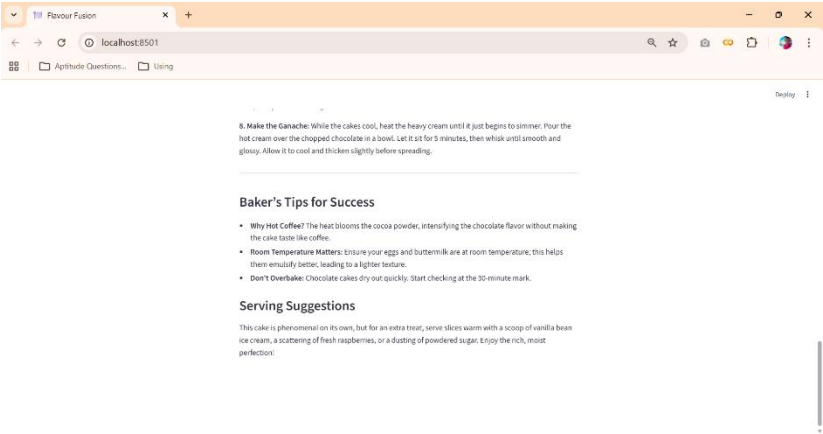 Flavour Fusion
localhost:8501
Aptitude Questions... Using
Deploy
8. Make the Ganache: While the cakes cool, heat the heavy cream until it just begins to simmer. Pour the
hot cream over the chopped chocolate in a bowl. Let it sit for 5 minutes, then whisk until smooth and
glossy. Allow it to cool and thicken slightly before spreading.
Baker's Tips for Success
• Why Hot Coffee? The heat blooms the cocoa powder, intensifying the chocolate flavor without making
the cake taste like coffee.
• Room Temperature Matters: Ensure your eggs and buttermilk are at room temperature; this helps
them emulsify better, leading to a lighter texture.
• Don't Overbake: Chocolate cakes dry out quickly. Start checking at the 30-minute mark.
Serving Suggestions
This cake is phenomenal on its own, but for an extra treat, serve slices warm with a scoop of vanilla bean
ice cream, a scattering of fresh raspberries, or a dusting of powdered sugar. Enjoy the rich, moist
perfection!